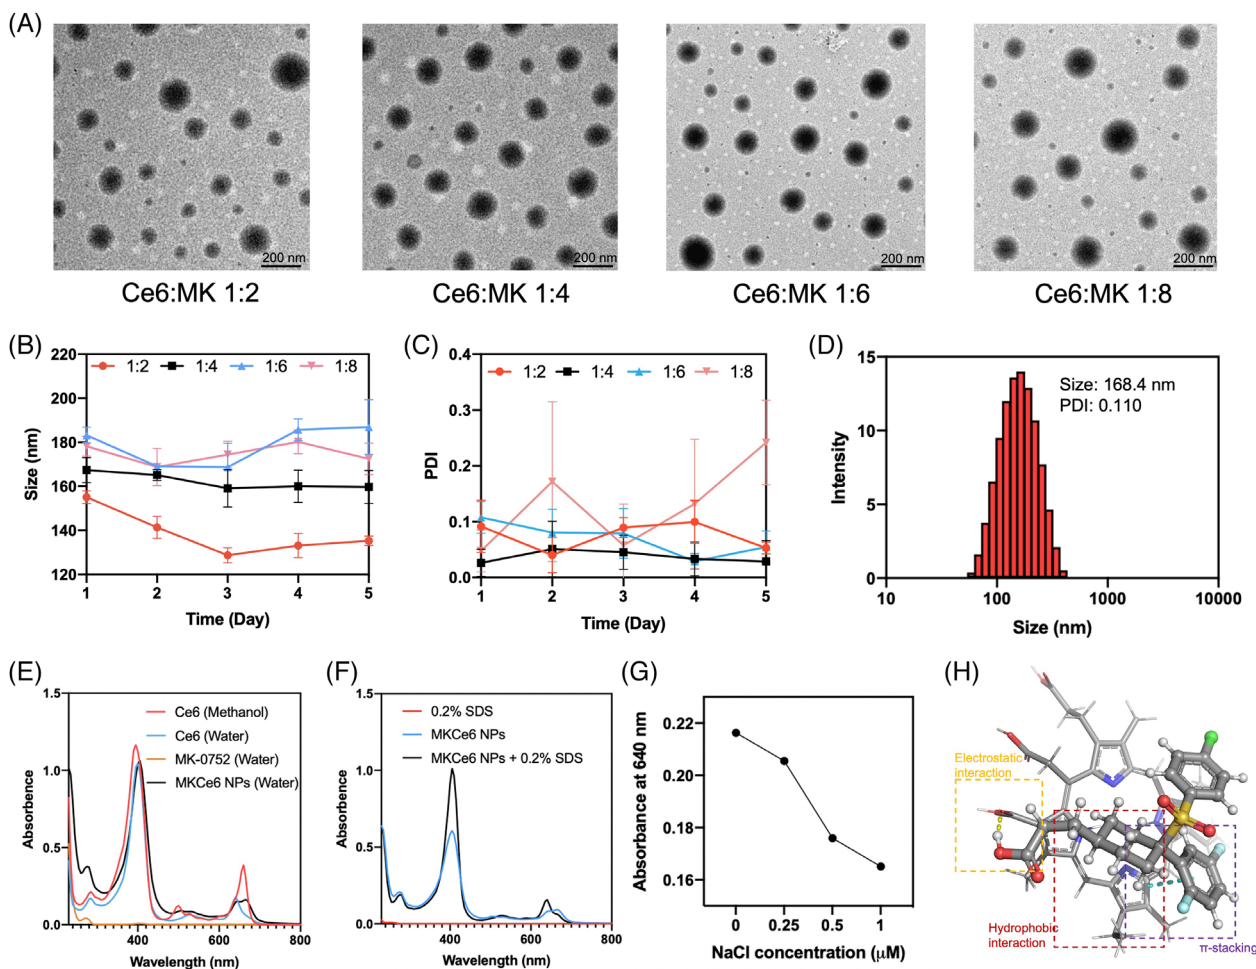 (A)
200 nm
200 nm
200 nm
200 nm
Ce6:MK 1:2
Ce6:MK 1:4
Ce6:MK 1:6
Ce6:MK 1:8
(B)
220
200
180
160
140
120
Size (nm)
1:2
1:4
1:6
1:8
1
2
3
4
5
Time (Day)
(C)
0.4
0.3
0.2
0.1
0.0
PDI
1:2
1:4
1:6
1:8
1
2
3
4
5
Time (Day)
(D)
15
10
5
0
Intensity
Size: 168.4 nm
PDI: 0.110
10
100
1000
10000
Size (nm)
(E)
1.5
1.0
0.5
0.0
Absorbence
Ce6 (Methanol)
Ce6 (Water)
MK-0752 (Water)
MKCe6 NPs (Water)
400
600
800
Wavelength (nm)
(F)
1.5
1.0
0.5
0.0
Absorbence
0.2% SDS
MKCe6 NPs
MKCe6 NPs + 0.2% SDS
400
600
800
Wavelength (nm)
(G)
0.22
0.20
0.18
0.16
Absorbance at 640 nm
0
0.25
0.5
1
NaCl concentration (μM)
(H)
Electrostatic
interaction
Hydrophobic
interaction
π-stacking